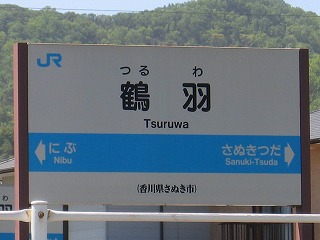 JR
つる わ
鶴 羽
Tsuruwa
にぶ さぬきつだ
Nibu Sanuki-Tsuda
(香川県さぬき市)
わ